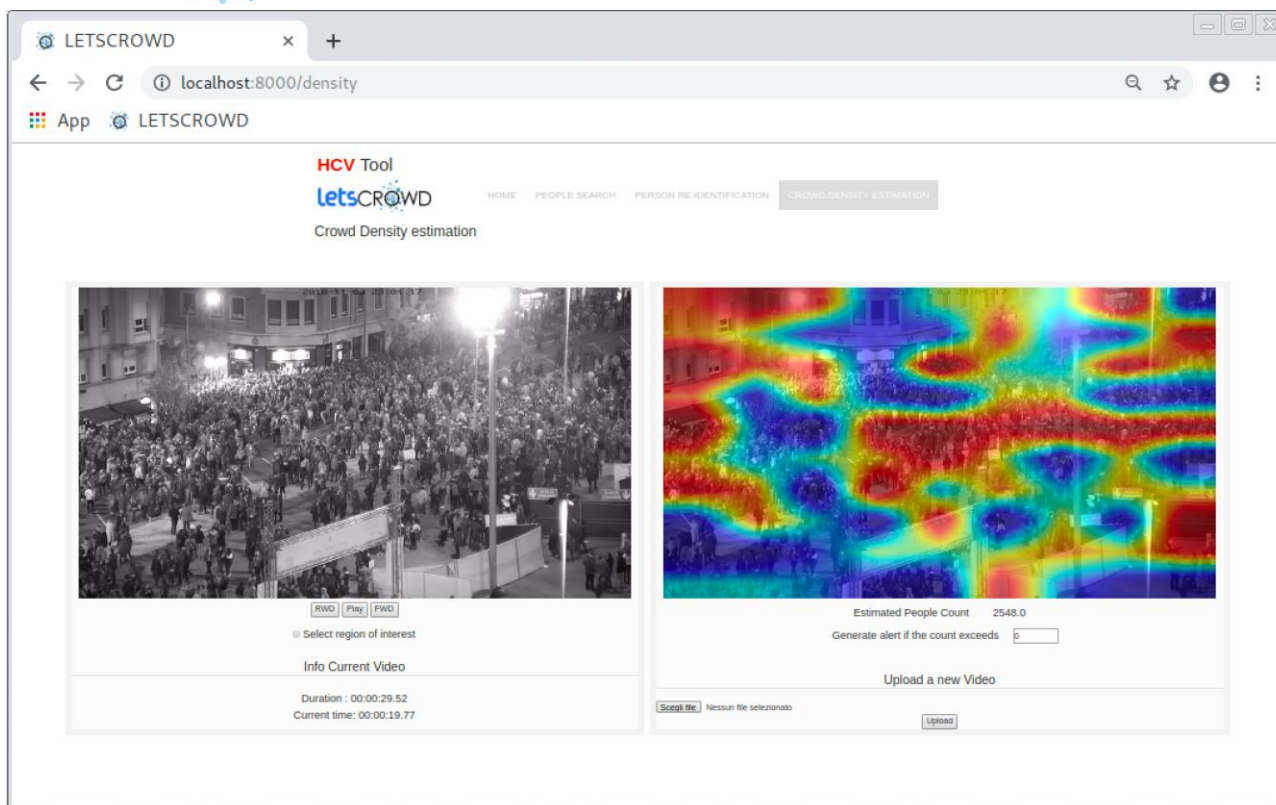 LETSCROWD
localhost:8000/density
App LETSCROWD
HCV Tool
LETSCROWD
HOME PEOPLE SEARCH PERSON RE-IDENTIFICATION CROWD DENSITY ESTIMATION
Crowd Density estimation
RWD Play FWD
Select region of interest
Info Current Video
Duration : 00:00:29.52
Current time: 00:00:19.77
Estimated People Count 2548.0
Generate alert if the count exceeds 0
Upload a new Video
Scegli file Nessun file selezionato
Upload